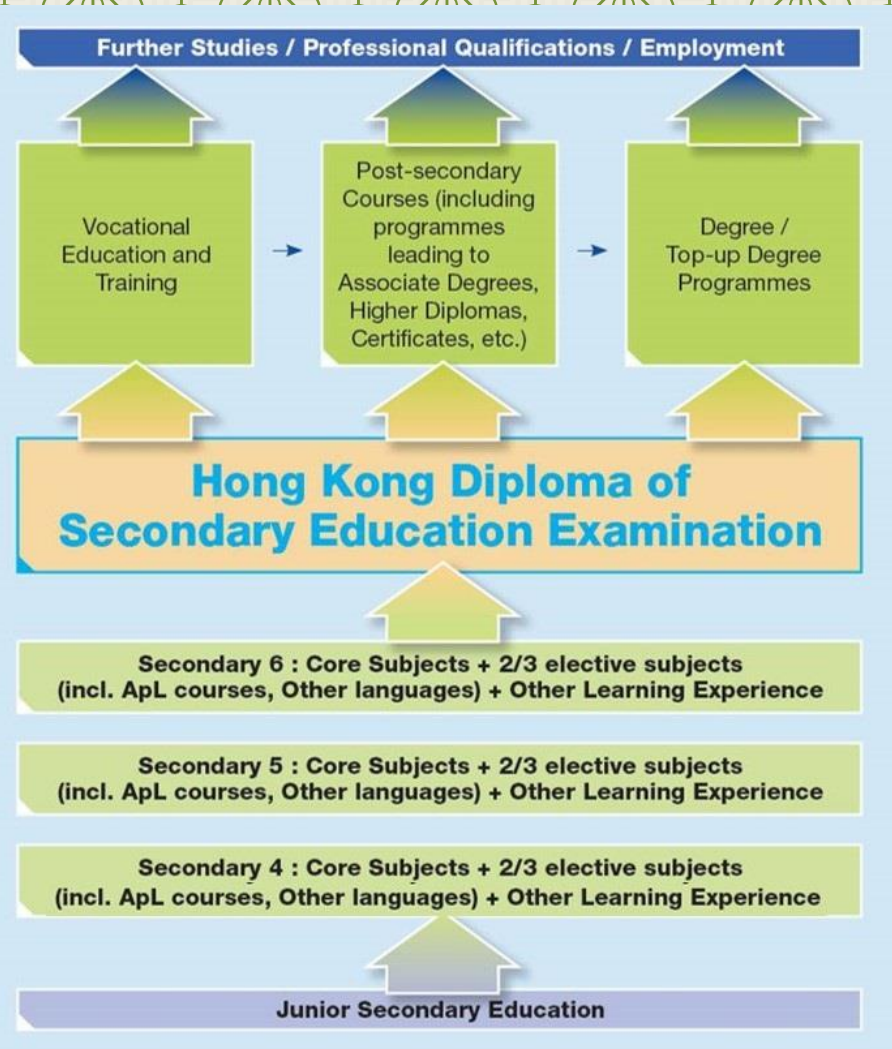 Further Studies / Professional Qualifications / Employment
Vocational
Education and
Training
Post-secondary
Courses (including
programmes
leading to
Associate Degrees,
Higher Diplomas,
Certificates, etc.)
Degree /
Top-up Degree
Programmes
Hong Kong Diploma of
Secondary Education Examination
Secondary 6 : Core Subjects + 2/3 elective subjects
(incl. ApL courses, Other languages) + Other Learning Experience
Secondary 5 : Core Subjects + 2/3 elective subjects
(incl. ApL courses, Other languages) + Other Learning Experience
Secondary 4 : Core Subjects + 2/3 elective subjects
(incl. ApL courses, Other languages) + Other Learning Experience
Junior Secondary Education